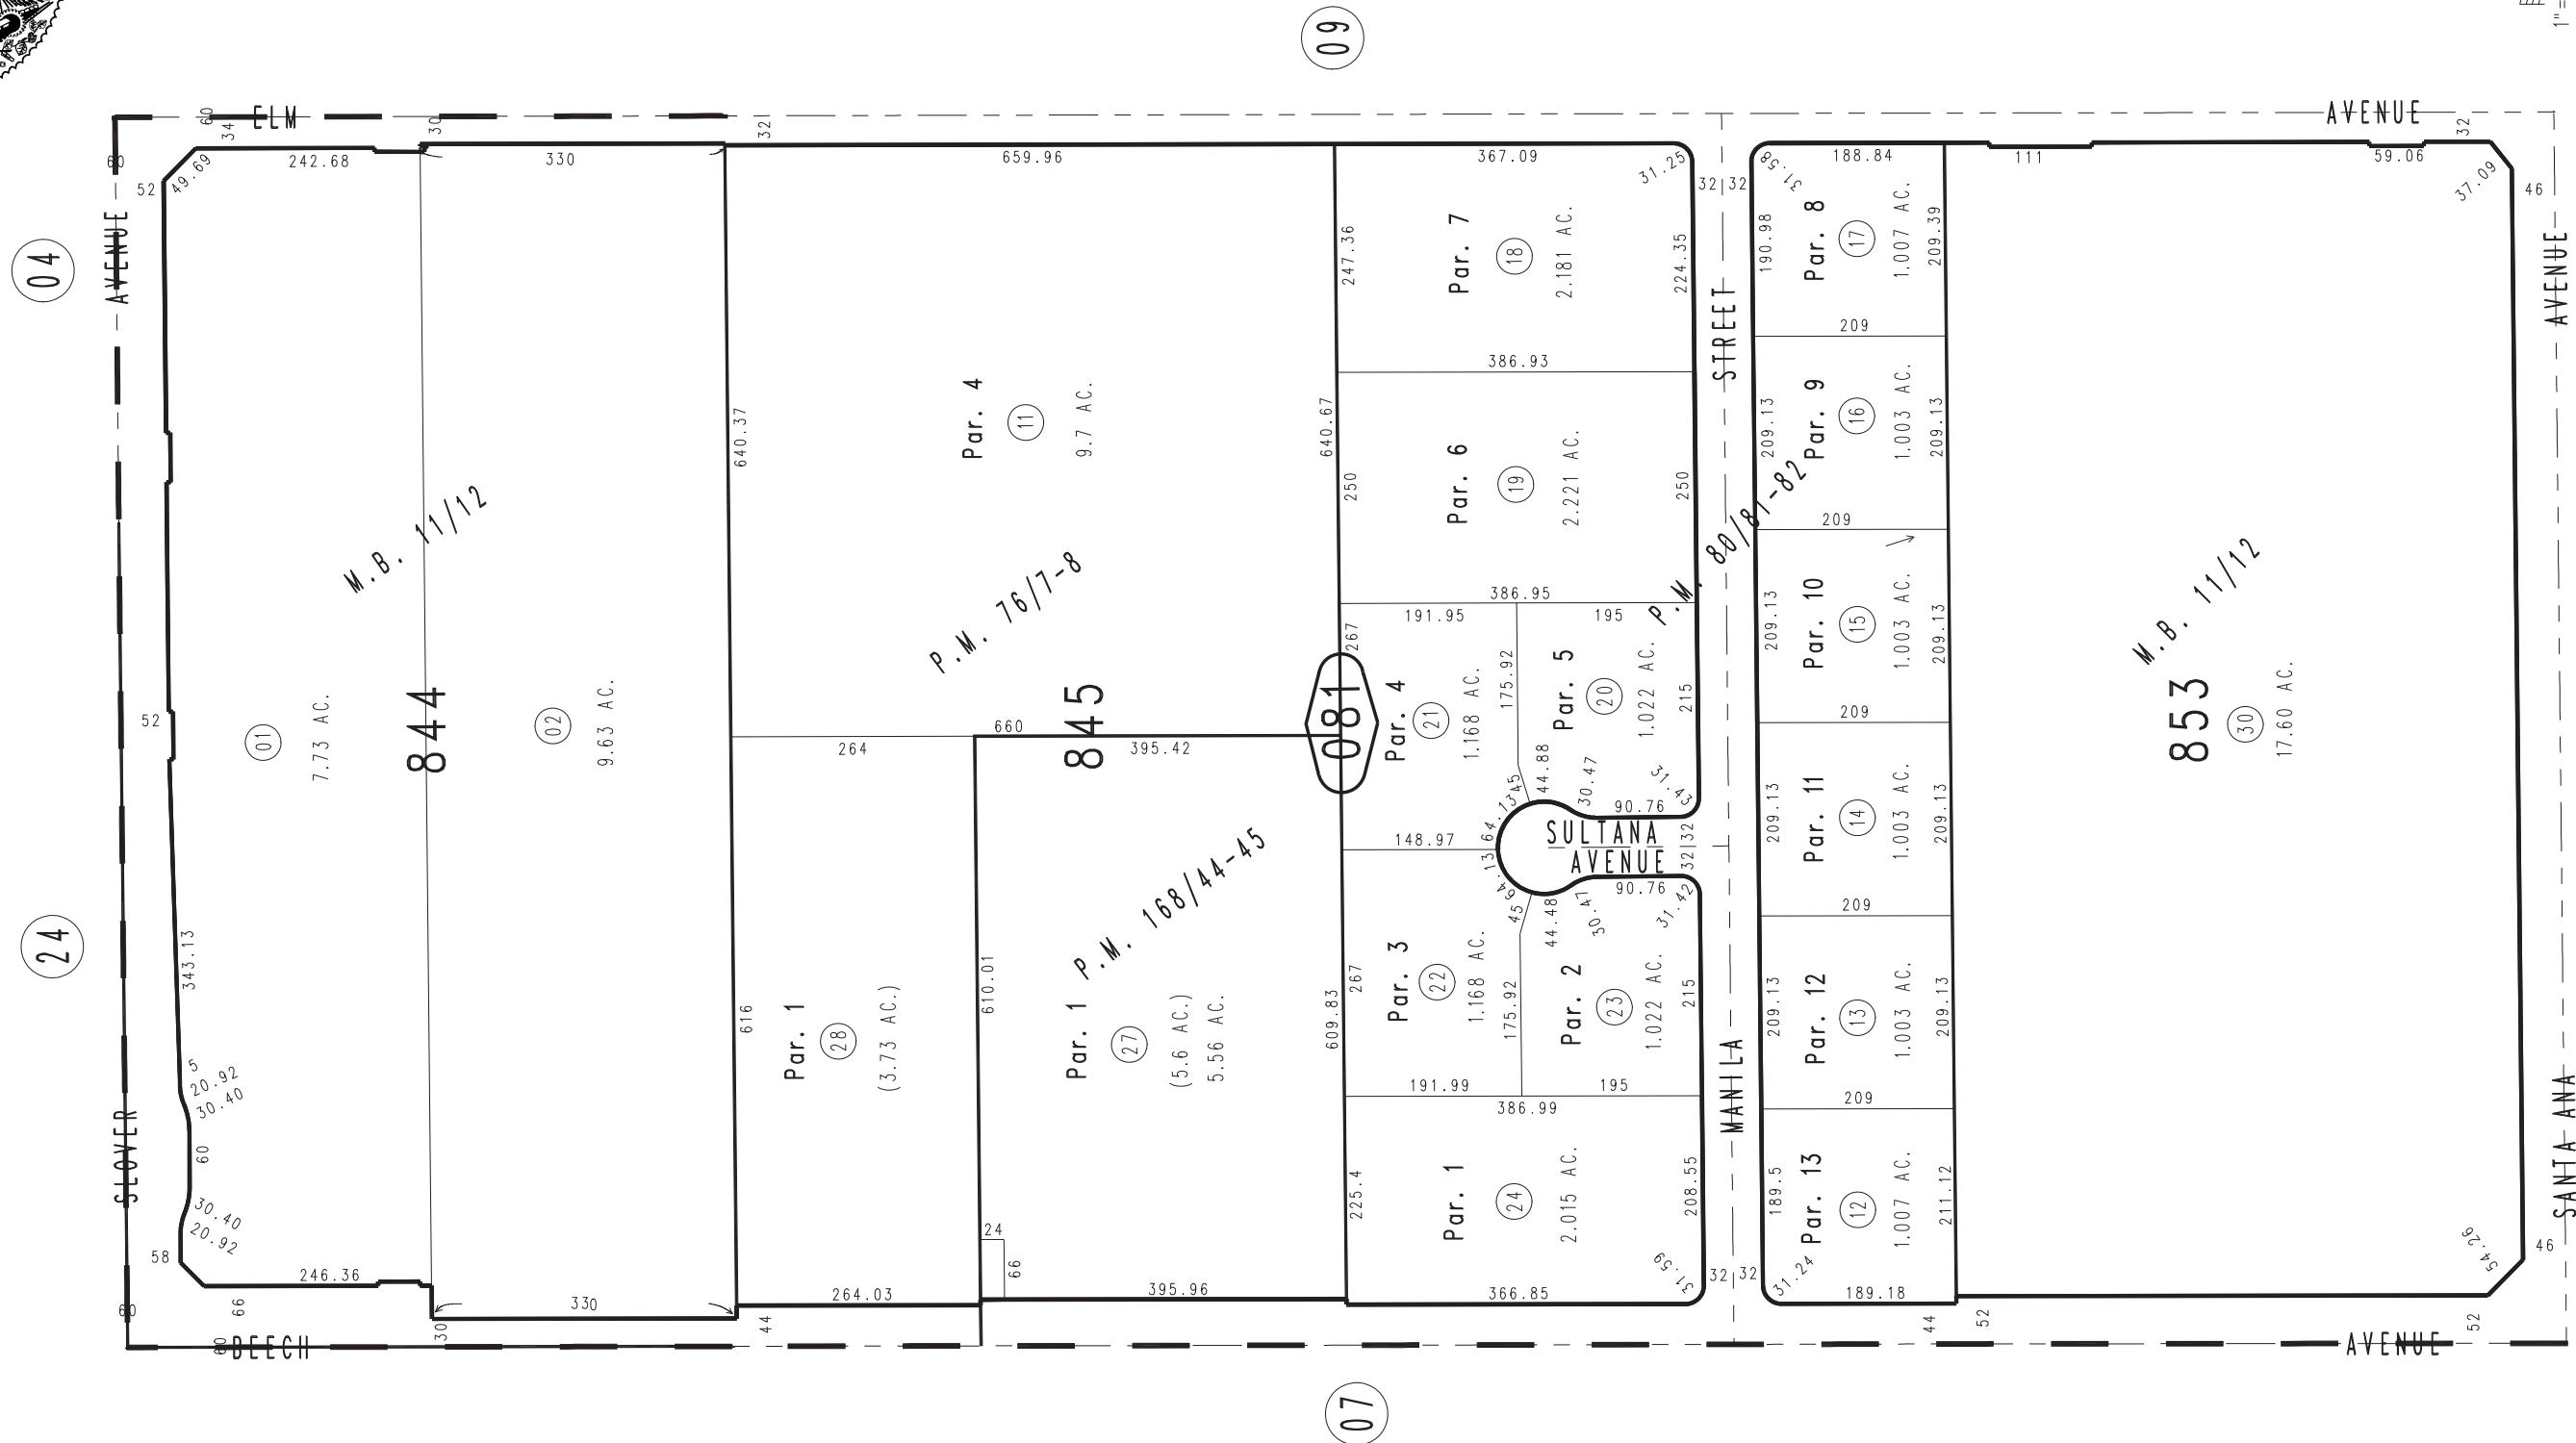 09
ELM
AVENUE
60
34
30
32
32
60
52
49.69
242.68
330
659.96
367.09
31.25
32
32
31.58
188.84
111
59.06
37.09
46
04
AVENUE
AVENUE
STREET
247.36
Par. 7
18
2.181 AC.
224.35
190.98
Par. 8
17
1.007 AC.
209.39
209
386.93
640.37
Par. 4
11
9.7 AC.
640.67
250
Par. 6
19
2.221 AC.
250
209.13
Par. 9
16
1.003 AC.
209.13
209
M.B. 11/12
P.M. 76/7-8
P.M. 80/81-82
M.B. 11/12
386.95
191.95
195
267
175.92
Par. 4
21
1.168 AC.
Par. 5
20
1.022 AC.
215
209.13
Par. 10
15
1.003 AC.
209.13
209
52
01
7.73 AC.
844
02
9.63 AC.
845
081
853
30
17.60 AC.
660
264
395.42
45
44.88
30.47
31.43
64.13
90.76
148.97
SULTANA
AVENUE
32
32
64.13
90.76
45
44.48
30.47
31.42
209.13
Par. 11
14
1.003 AC.
209.13
209
24
343.13
P.M. 168/44-45
616
Par. 1
28
(3.73 AC.)
610.01
Par. 1
27
(5.6 AC.)
5.56 AC.
609.83
267
Par. 3
22
1.168 AC.
175.92
Par. 2
23
1.022 AC.
215
209.13
Par. 12
13
1.003 AC.
209.13
209
191.99
195
386.99
SLOVER
MANILA
SANTA ANA
5
20.92
30.40
60
30.40
20.92
58
24
66
225.4
Par. 1
24
2.015 AC.
208.55
189.5
Par. 13
12
1.007 AC.
211.12
246.36
330
264.03
395.96
366.85
31.59
32
32
31.24
189.18
54.26
46
60
66
60
30
44
44
52
52
BEECH
AVENUE
07
1"=